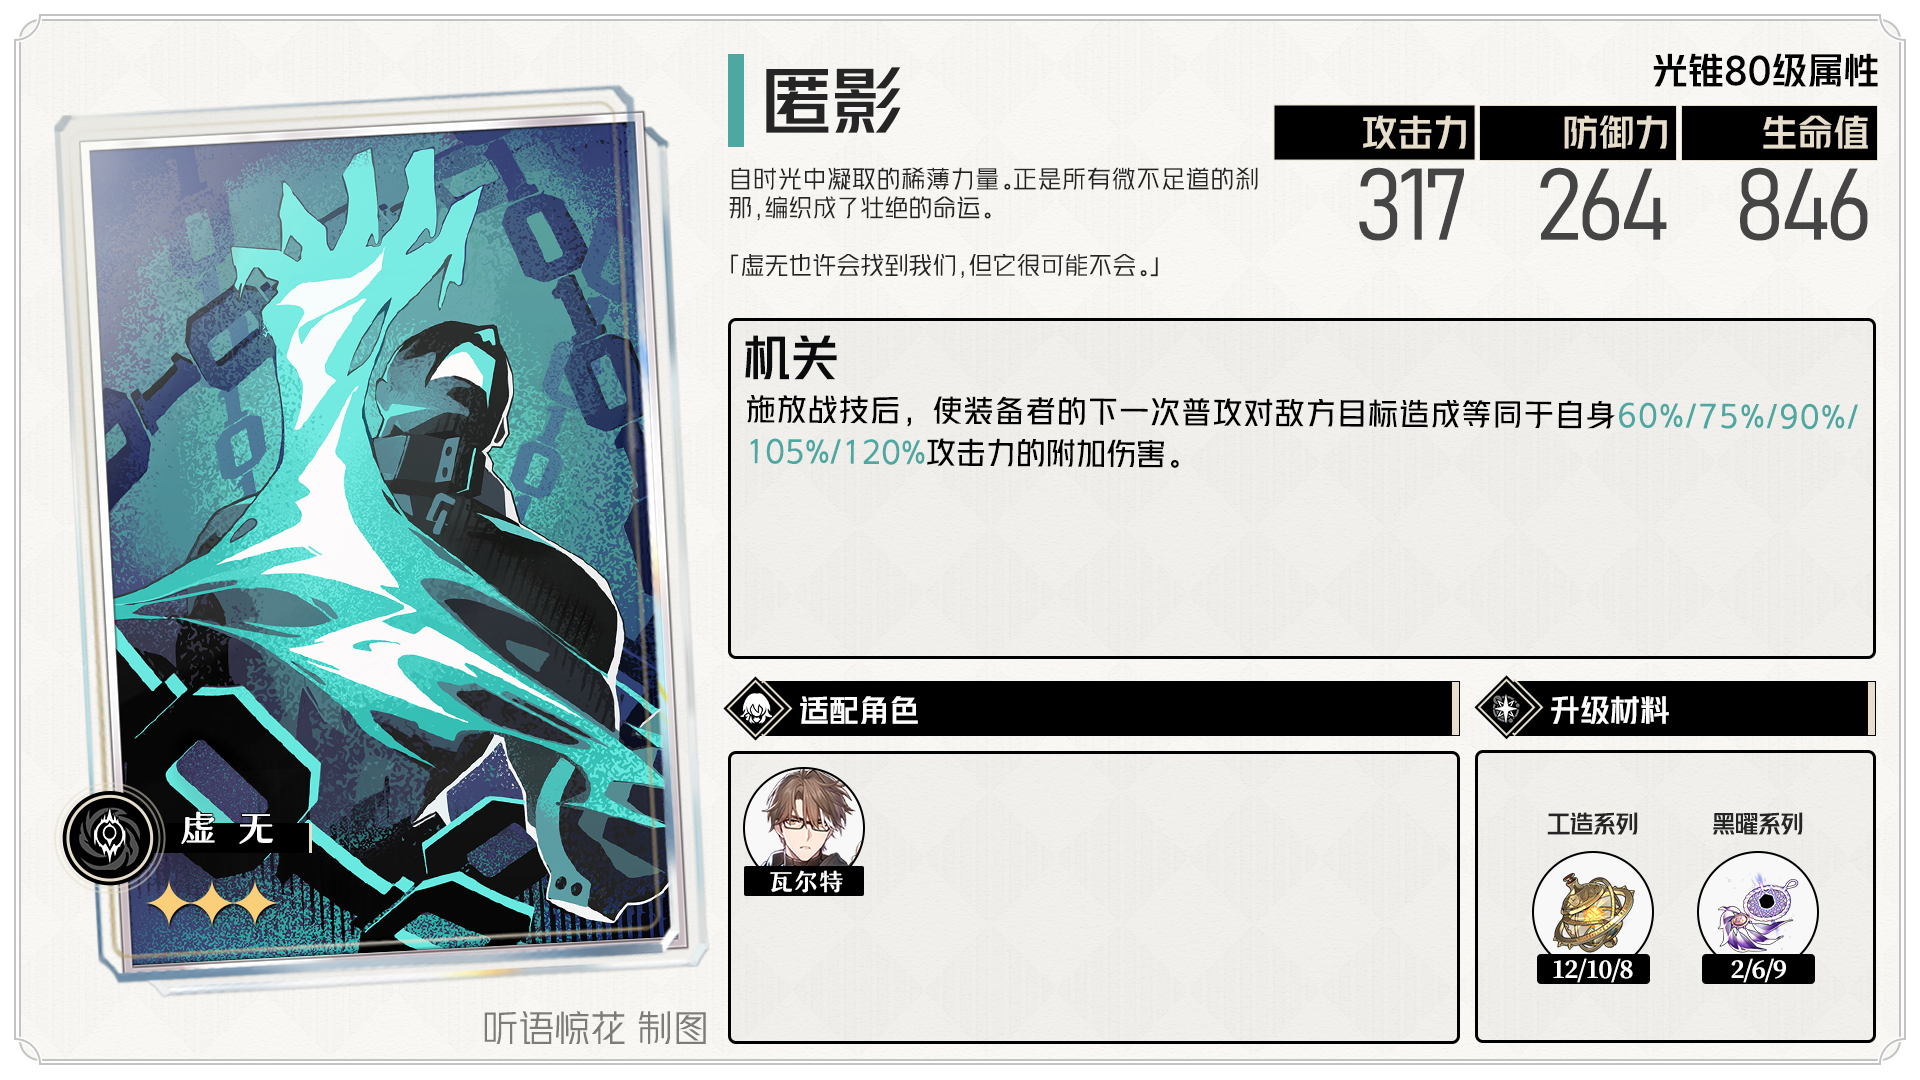 匿影
自时光中凝取的稀薄力量。正是所有微不足道的刹
那,编织成了壮绝的命运。
「虚无也许会找到我们,但它很可能不会。」
光锥80级属性
攻击力 防御力 生命值
317 264 846
机关
施放战技后，使装备者的下一次普攻对敌方目标造成等同于自身60%/75%/90%/
105%/120%攻击力的附加伤害。
虚 无
适配角色
瓦尔特
升级材料
工造系列 黑曜系列
12/10/8 2/6/9
听语惊花 制图